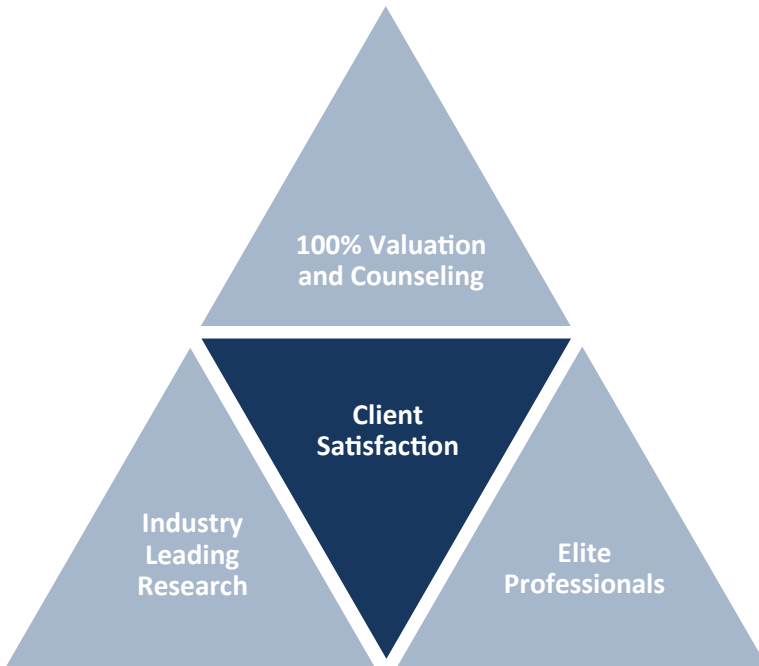 100% Valuation
and Counseling
Client
Satisfaction
Industry
Leading
Research
Elite
Professionals